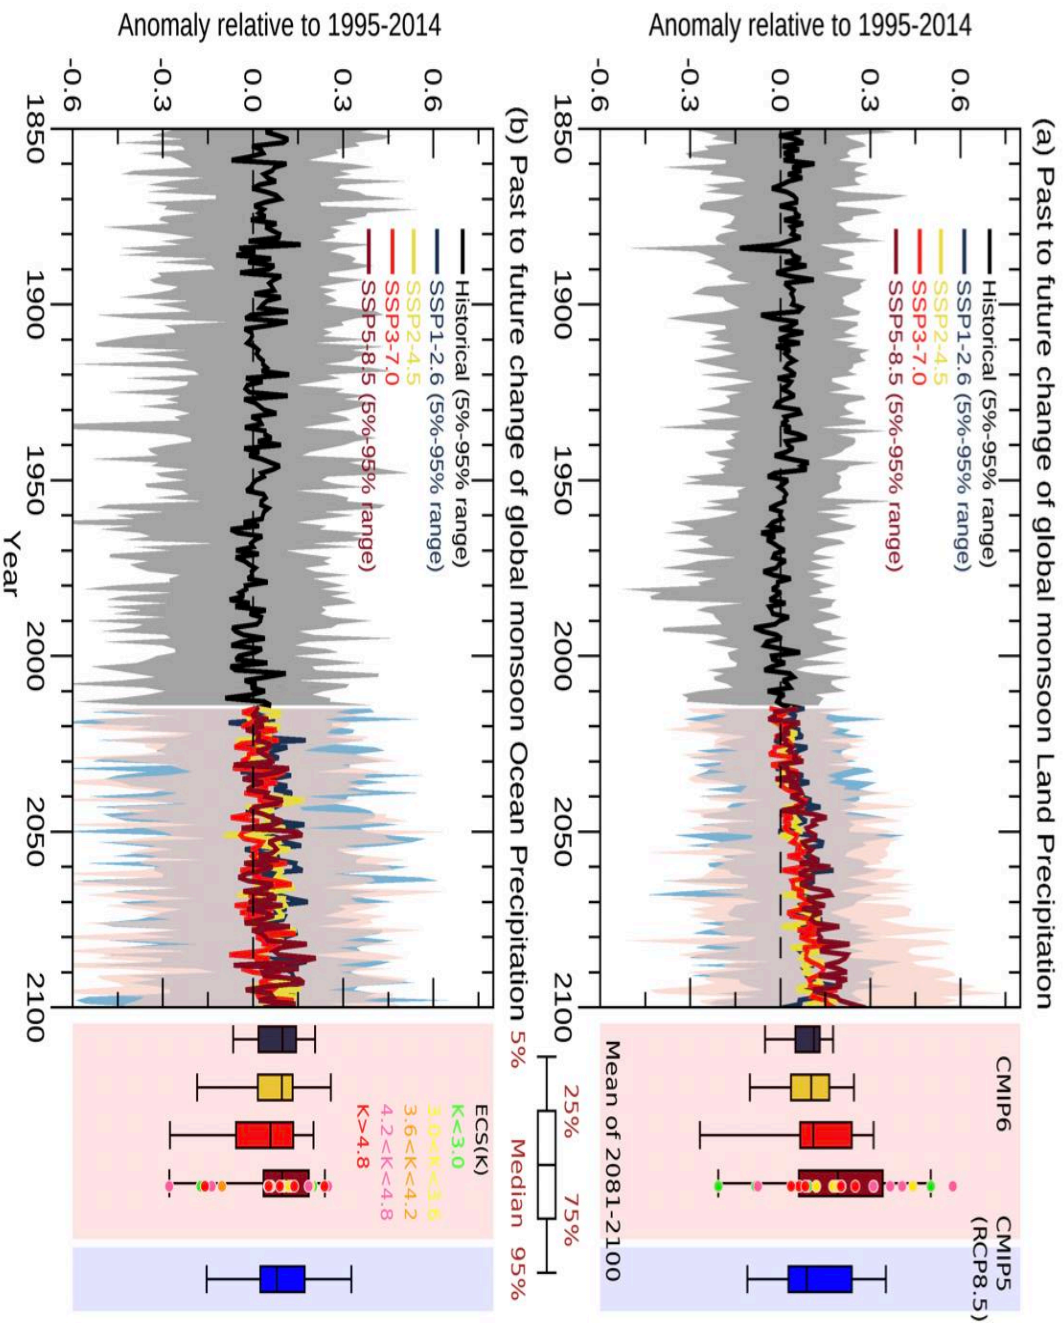 (a) Past to future change of global monsoon Land Precipitation
Anomaly relative to 1995-2014
0.6
0.3
0.0
-0.3
-0.6
Historical (5%-95% range)
SSP1-2.6 (5%-95% range)
SSP2-4.5
SSP3-7.0
SSP5-8.5 (5%-95% range)
1850
1900
1950
2000
2050
2100
CMIP6
CMIP5
(RCP8.5)
Mean of 2081-2100
25%
75%
5%
Median
95%
(b) Past to future change of global monsoon Ocean Precipitation
Anomaly relative to 1995-2014
0.6
0.3
0.0
-0.3
-0.6
Historical (5%-95% range)
SSP1-2.6 (5%-95% range)
SSP2-4.5
SSP3-7.0
SSP5-8.5 (5%-95% range)
ECS(K)
K<3.0
3.0<K<3.6
3.6<K<4.2
4.2<K<4.8
K>4.8
1850
1900
1950
2000
2050
2100
Year